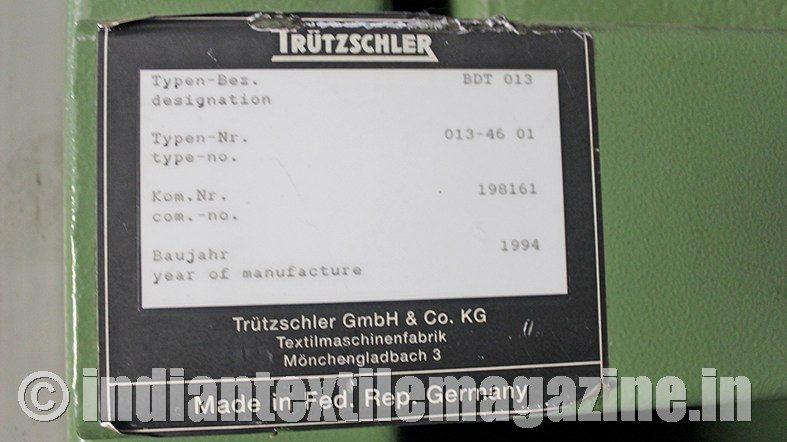 TRÜTZSCHLER
Typen-Bez. BDT 013
designation
Typen-Nr. 013-46 01
type-no.
Kom.Nr. 198161
com.-no.
Baujahr 1994
year of manufacture
Trützschler GmbH & Co. KG
Textilmaschinenfabrik
Mönchengladbach 3
Made in Fed. Rep. Germany
© indiantextilemagazine.in